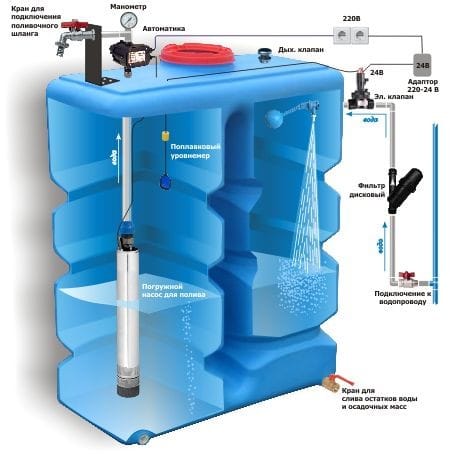 Кран для
подключения
поливочного
шланга
Манометр
Автоматика
220В
Дых. клапан
24В
24В
Адаптор
220-24 В
Эл. клапан
вода
вода
Поплавковый
уровнемер
Фильтр
дисковый
вода
Погружной
насос для полива
Подключение к
водопроводу
Кран для
слива остатков воды
и осадочных масс